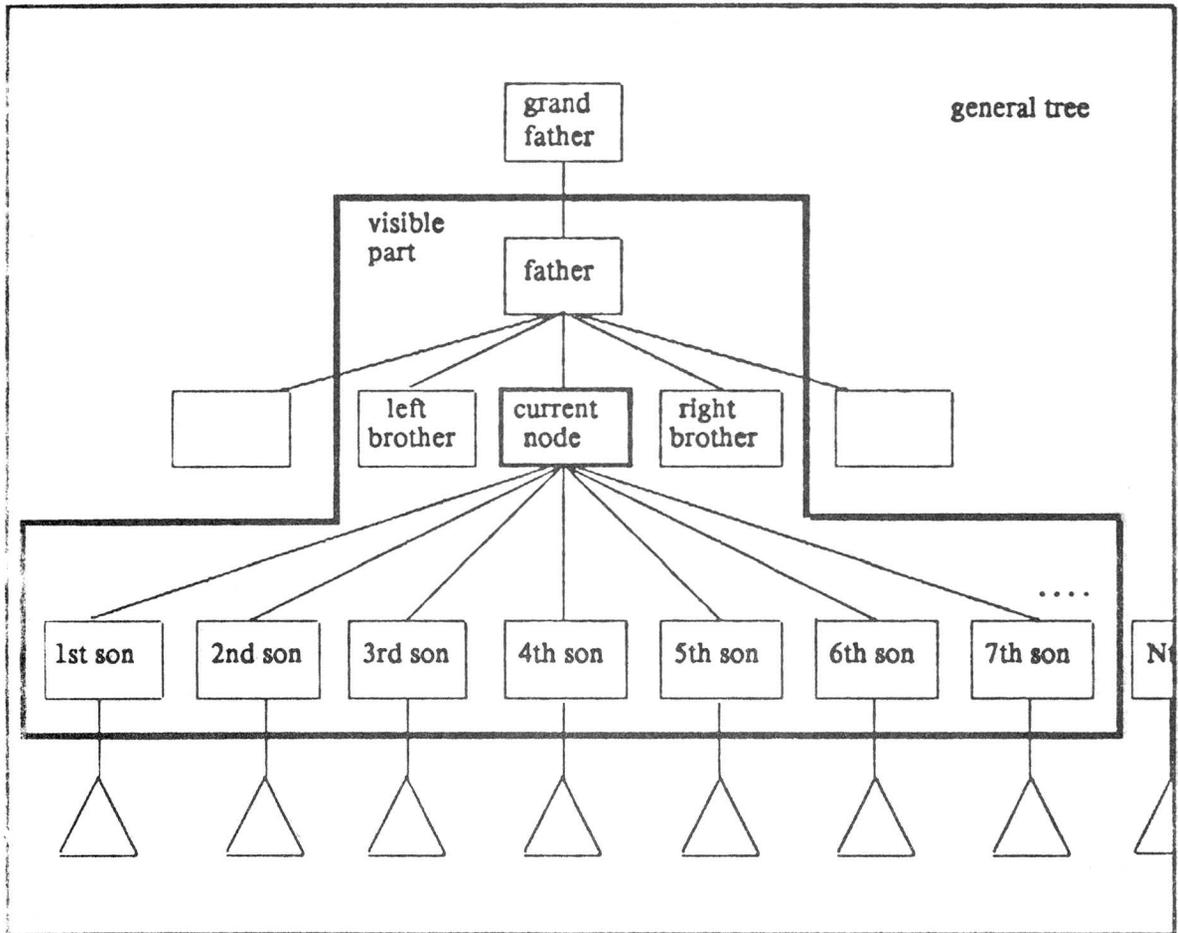 grand
father
general tree
visible
part
father
left
brother
current
node
right
brother
....
1st son
2nd son
3rd son
4th son
5th son
6th son
7th son